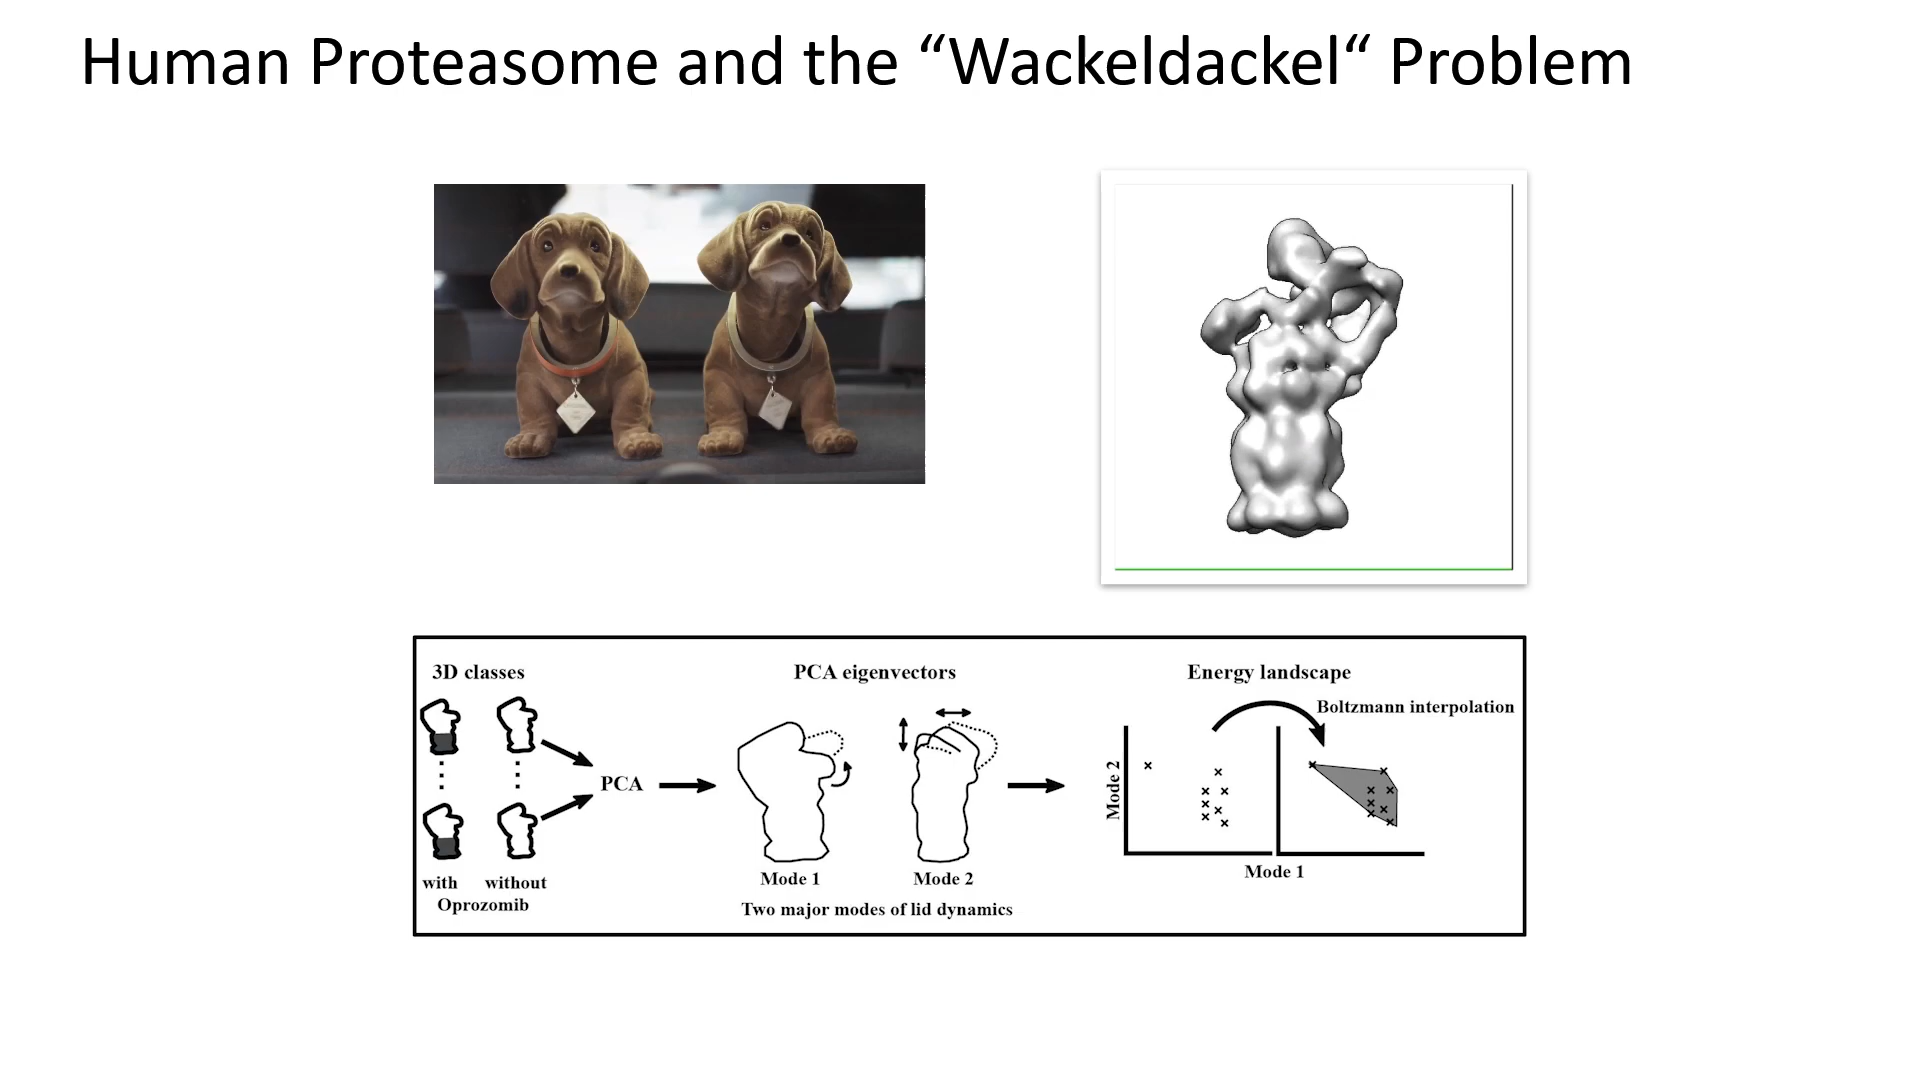 Human Proteasome and the “Wackeldackel“ Problem
3D classes
PCA eigenvectors
Energy landscape
Boltzmann interpolation
PCA
Mode 2
with
without
Oprozomib
Mode 1
Mode 2
Mode 1
Two major modes of lid dynamics